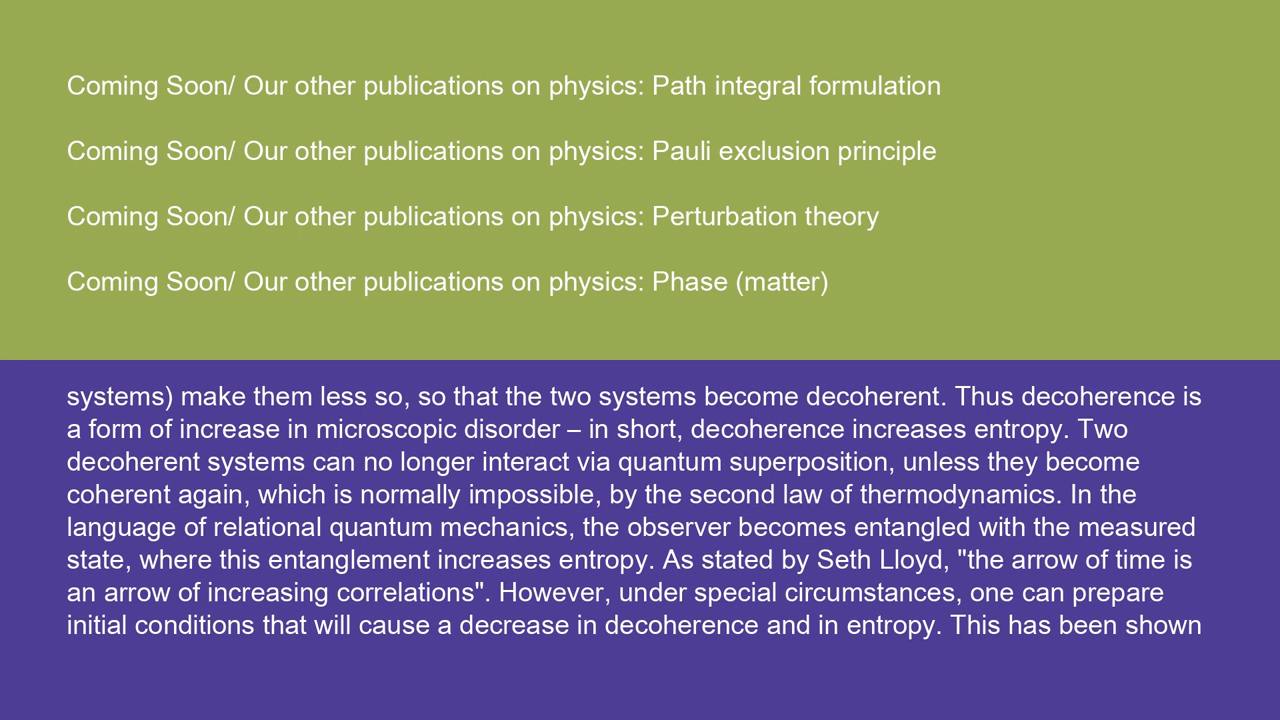 Coming Soon/ Our other publications on physics: Path integral formulation
Coming Soon/ Our other publications on physics: Pauli exclusion principle
Coming Soon/ Our other publications on physics: Perturbation theory
Coming Soon/ Our other publications on physics: Phase (matter)
systems) make them less so, so that the two systems become decoherent. Thus decoherence is
a form of increase in microscopic disorder – in short, decoherence increases entropy. Two
decoherent systems can no longer interact via quantum superposition, unless they become
coherent again, which is normally impossible, by the second law of thermodynamics. In the
language of relational quantum mechanics, the observer becomes entangled with the measured
state, where this entanglement increases entropy. As stated by Seth Lloyd, "the arrow of time is
an arrow of increasing correlations". However, under special circumstances, one can prepare
initial conditions that will cause a decrease in decoherence and in entropy. This has been shown